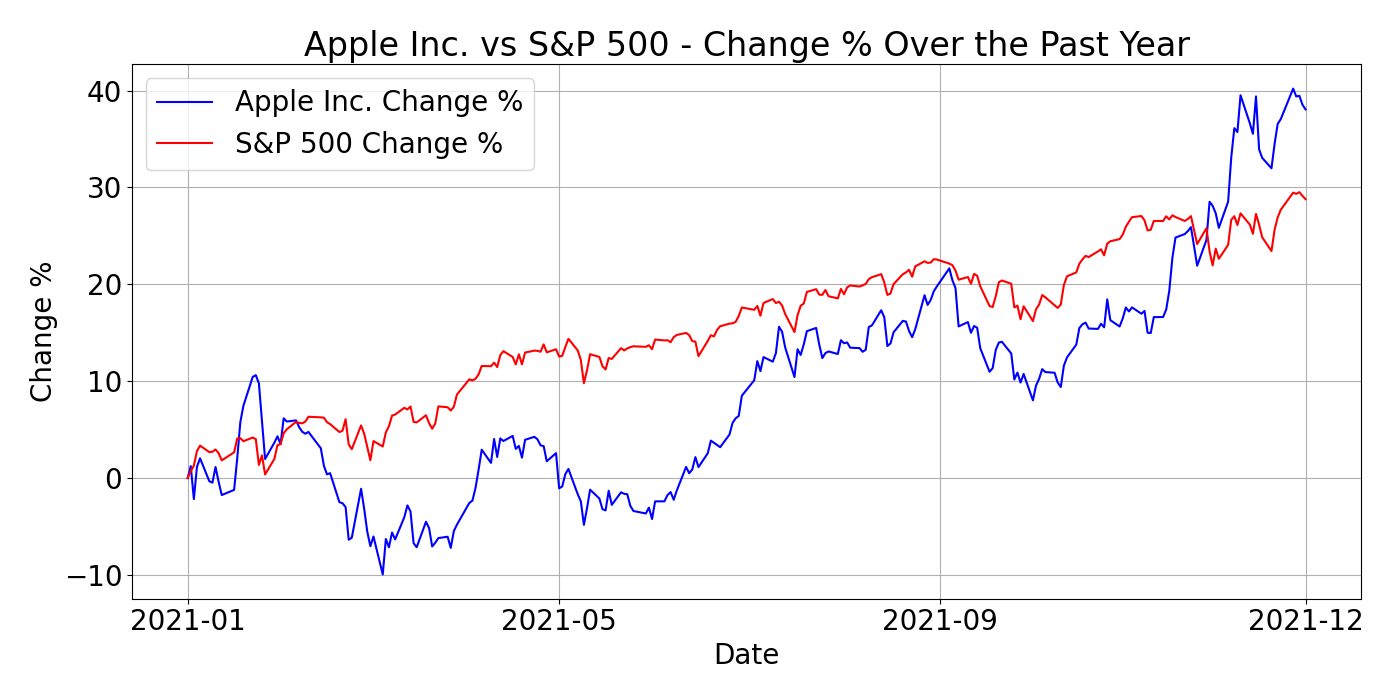 Apple Inc. vs S&P 500 - Change % Over the Past Year
Apple Inc. Change %
S&P 500 Change %
Change %
40
30
20
10
0
−10
2021-01
2021-05
2021-09
2021-12
Date